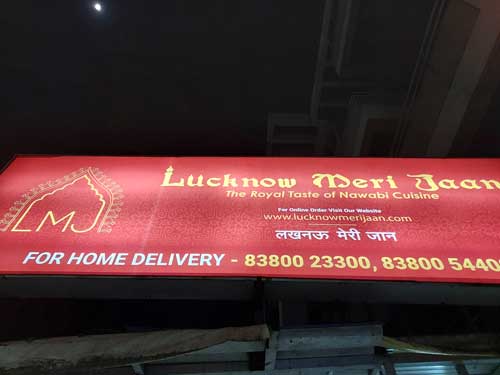 Lucknow Meri Jaan
The Royal Taste of Nawabi Cuisine
LMJ
For Online Order Visit Our Website
www.lucknowmerijaan.com
लखनऊ मेरी जान
FOR HOME DELIVERY - 83800 23300, 83800 5440